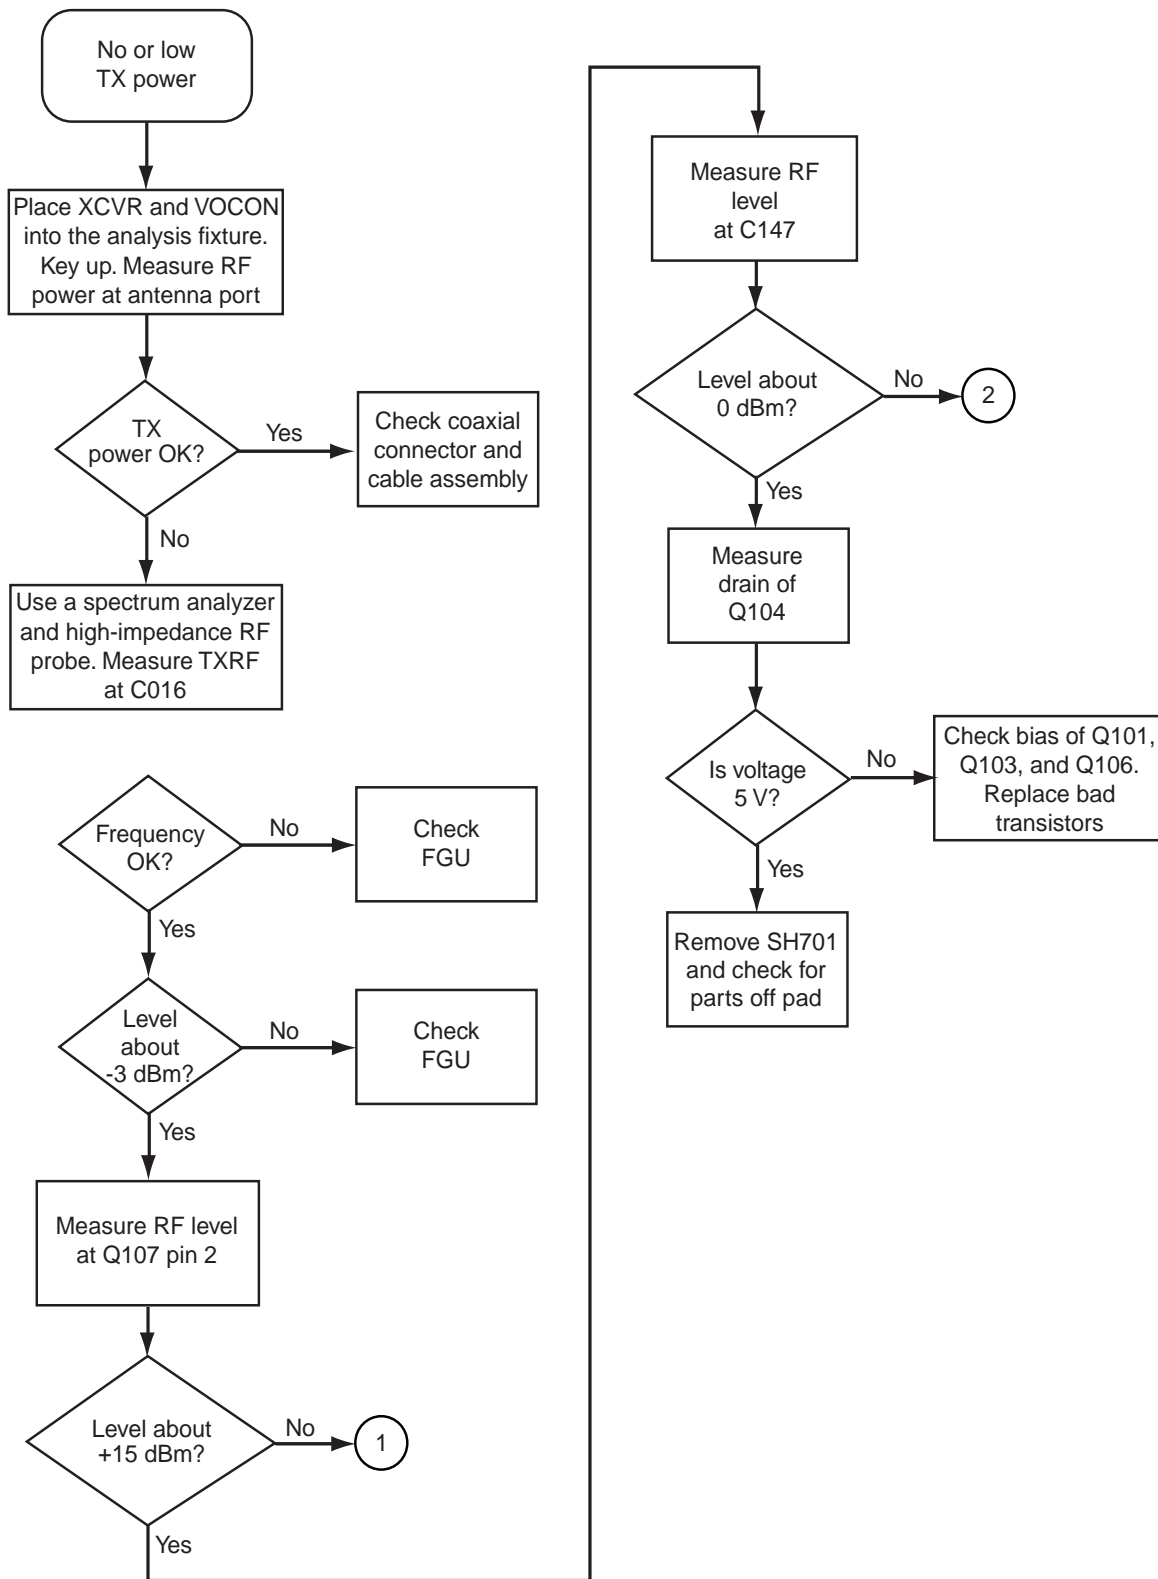 No or low
TX power
Place XCVR and VOCON
into the analysis fixture.
Key up. Measure RF
power at antenna port
TX
power OK?
Yes
Check coaxial
connector and
cable assembly
No
Use a spectrum analyzer
and high-impedance RF
probe. Measure TXRF
at C016
Frequency
OK?
No
Check
FGU
Yes
Level
about
-3 dBm?
No
Check
FGU
Yes
Measure RF level
at Q107 pin 2
Level about
+15 dBm?
No
1
Yes
Measure RF
level
at C147
Level about
0 dBm?
No
2
Yes
Measure
drain of
Q104
Is voltage
5 V?
No
Check bias of Q101,
Q103, and Q106.
Replace bad
transistors
Yes
Remove SH701
and check for
parts off pad